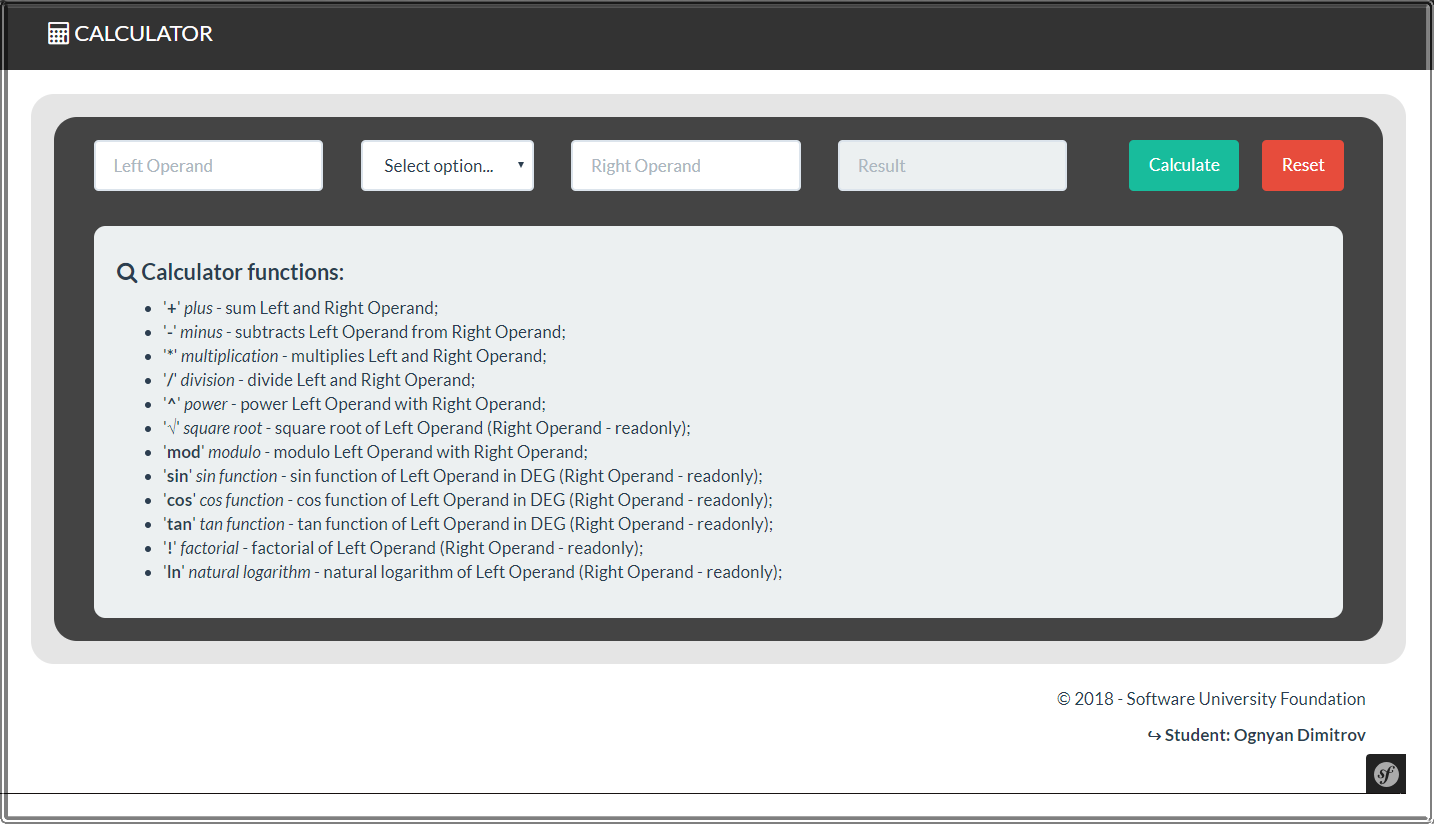 CALCULATOR
Left Operand Select option... Right Operand Result Calculate Reset
Calculator functions:
'+' plus - sum Left and Right Operand;
'-' minus - subtracts Left Operand from Right Operand;
'*' multiplication - multiplies Left and Right Operand;
'/' division - divide Left and Right Operand;
'^' power - power Left Operand with Right Operand;
'√' square root - square root of Left Operand (Right Operand - readonly);
'mod' modulo - modulo Left Operand with Right Operand;
'sin' sin function - sin function of Left Operand in DEG (Right Operand - readonly);
'cos' cos function - cos function of Left Operand in DEG (Right Operand - readonly);
'tan' tan function - tan function of Left Operand in DEG (Right Operand - readonly);
'!' factorial - factorial of Left Operand (Right Operand - readonly);
'ln' natural logarithm - natural logarithm of Left Operand (Right Operand - readonly);
© 2018 - Software University Foundation
↪ Student: Ognyan Dimitrov
sf